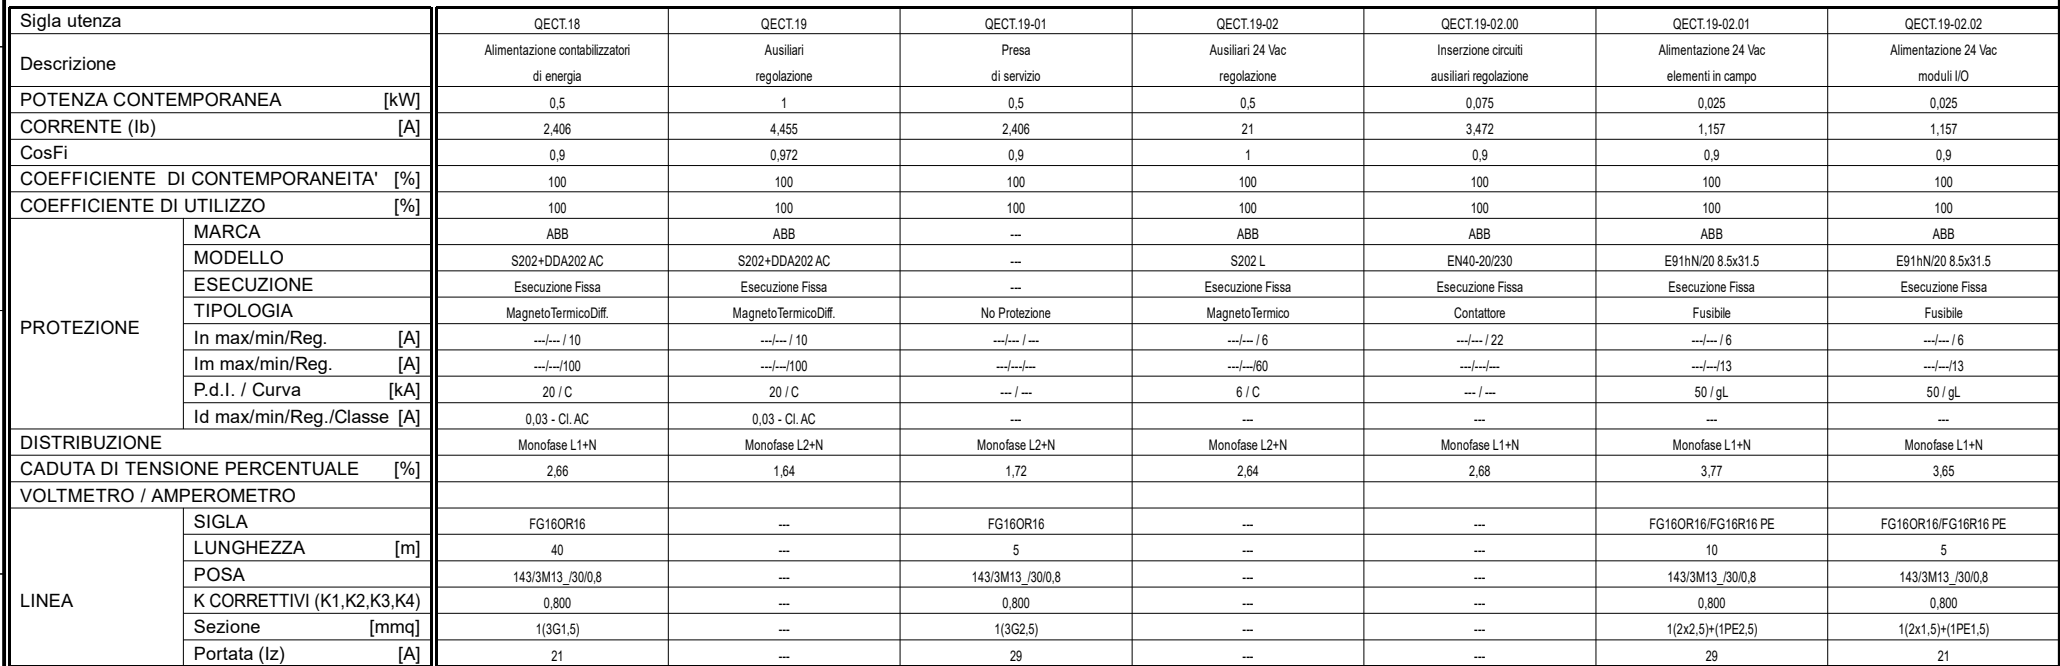 Sigla utenza QECT.18 QECT.19 QECT.19-01 QECT.19-02 QECT.19-02.00 QECT.19-02.01 QECT.19-02.02
Descrizione Alimentazione contabilizzatori Ausiliari Presa Ausiliari 24 Vac Inserzione circuiti Alimentazione 24 Vac Alimentazione 24 Vac
di energia regolazione di servizio regolazione ausiliari regolazione elementi in campo moduli I/O
POTENZA CONTEMPORANEA [kW] 0,5 1 0,5 0,5 0,075 0,025 0,025
CORRENTE (Ib) [A] 2,406 4,455 2,406 21 3,472 1,157 1,157
CosFi 0,9 0,972 0,9 1 0,9 0,9 0,9
COEFFICIENTE DI CONTEMPORANEITA' [%] 100 100 100 100 100 100 100
COEFFICIENTE DI UTILIZZO [%] 100 100 100 100 100 100 100
PROTEZIONE
MARCA ABB ABB --- ABB ABB ABB ABB
MODELLO S202+DDA202 AC S202+DDA202 AC --- S202 L EN40-20/230 E91hN/20 8.5x31.5 E91hN/20 8.5x31.5
ESECUZIONE Esecuzione Fissa Esecuzione Fissa --- Esecuzione Fissa Esecuzione Fissa Esecuzione Fissa Esecuzione Fissa
TIPOLOGIA MagnetoTermicoDiff. MagnetoTermicoDiff. No Protezione MagnetoTermico Contattore Fusibile Fusibile
In max/min/Reg. [A] ---/--- / 10 ---/--- / 10 ---/--- / --- ---/--- / 6 ---/--- / 22 ---/--- / 6 ---/--- / 6
Im max/min/Reg. [A] ---/---/100 ---/---/100 ---/---/--- ---/---/60 ---/---/--- ---/---/13 ---/---/13
P.d.I. / Curva [kA] 20 / C 20 / C --- / --- 6 / C --- / --- 50 / gL 50 / gL
Id max/min/Reg./Classe [A] 0,03 - Cl. AC 0,03 - Cl. AC --- --- --- --- ---
DISTRIBUZIONE Monofase L1+N Monofase L2+N Monofase L2+N Monofase L2+N Monofase L1+N Monofase L1+N Monofase L1+N
CADUTA DI TENSIONE PERCENTUALE [%] 2,66 1,64 1,72 2,64 2,68 3,77 3,65
VOLTMETRO / AMPEROMETRO
LINEA
SIGLA FG16OR16 --- FG16OR16 --- --- FG16OR16/FG16R16 PE FG16OR16/FG16R16 PE
LUNGHEZZA [m] 40 --- 5 --- --- 10 5
POSA 143/3M13_/30/0,8 --- 143/3M13_/30/0,8 --- --- 143/3M13_/30/0,8 143/3M13_/30/0,8
K CORRETTIVI (K1,K2,K3,K4) 0,800 --- 0,800 --- --- 0,800 0,800
Sezione [mmq] 1(3G1,5) --- 1(3G2,5) --- --- 1(2x2,5)+(1PE2,5) 1(2x1,5)+(1PE1,5)
Portata (Iz) [A] 21 --- 29 --- --- 29 21